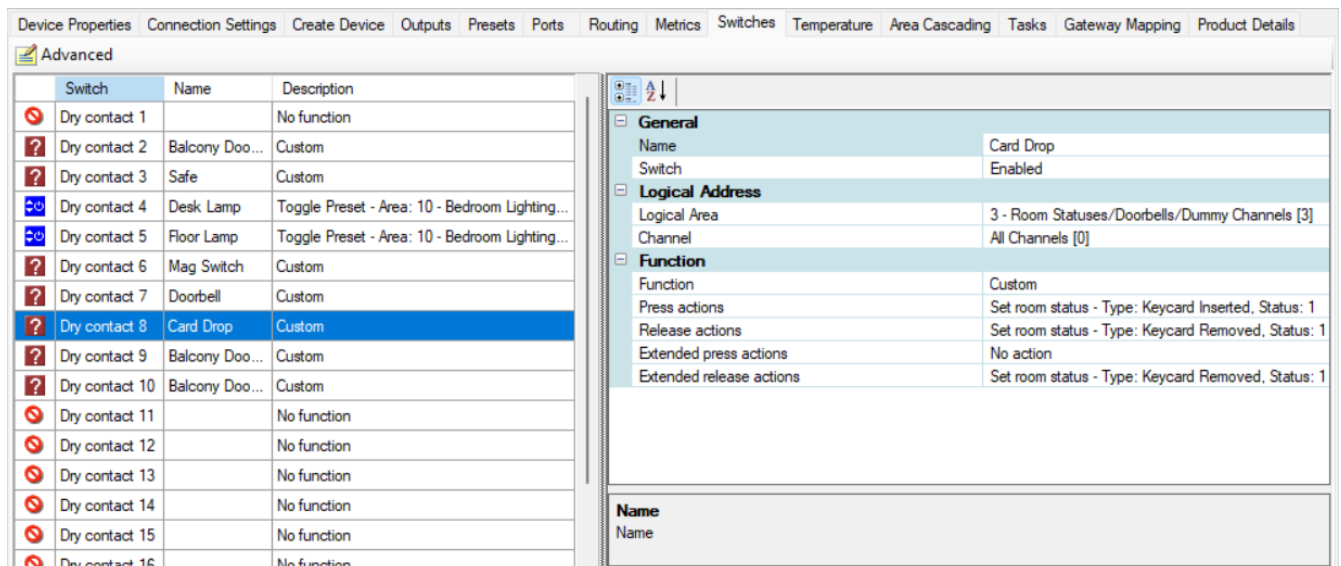 Device Properties Connection Settings Create Device Outputs Presets Ports Routing Metrics Switches Temperature Area Cascading Tasks Gateway Mapping Product Details
Advanced
Switch Name Description
Dry contact 1 No function
Dry contact 2 Balcony Doo... Custom
Dry contact 3 Safe Custom
Dry contact 4 Desk Lamp Toggle Preset - Area: 10 - Bedroom Lighting...
Dry contact 5 Floor Lamp Toggle Preset - Area: 10 - Bedroom Lighting...
Dry contact 6 Mag Switch Custom
Dry contact 7 Doorbell Custom
Dry contact 8 Card Drop Custom
Dry contact 9 Balcony Doo... Custom
Dry contact 10 Balcony Doo... Custom
Dry contact 11 No function
Dry contact 12 No function
Dry contact 13 No function
Dry contact 14 No function
Dry contact 15 No function
Dry contact 16 No function
General
Name Card Drop
Switch Enabled
Logical Address
Logical Area 3 - Room Statuses/Doorbells/Dummy Channels [3]
Channel All Channels [0]
Function
Function Custom
Press actions Set room status - Type: Keycard Inserted, Status: 1
Release actions Set room status - Type: Keycard Removed, Status: 1
Extended press actions No action
Extended release actions Set room status - Type: Keycard Removed, Status: 1
Name
Name